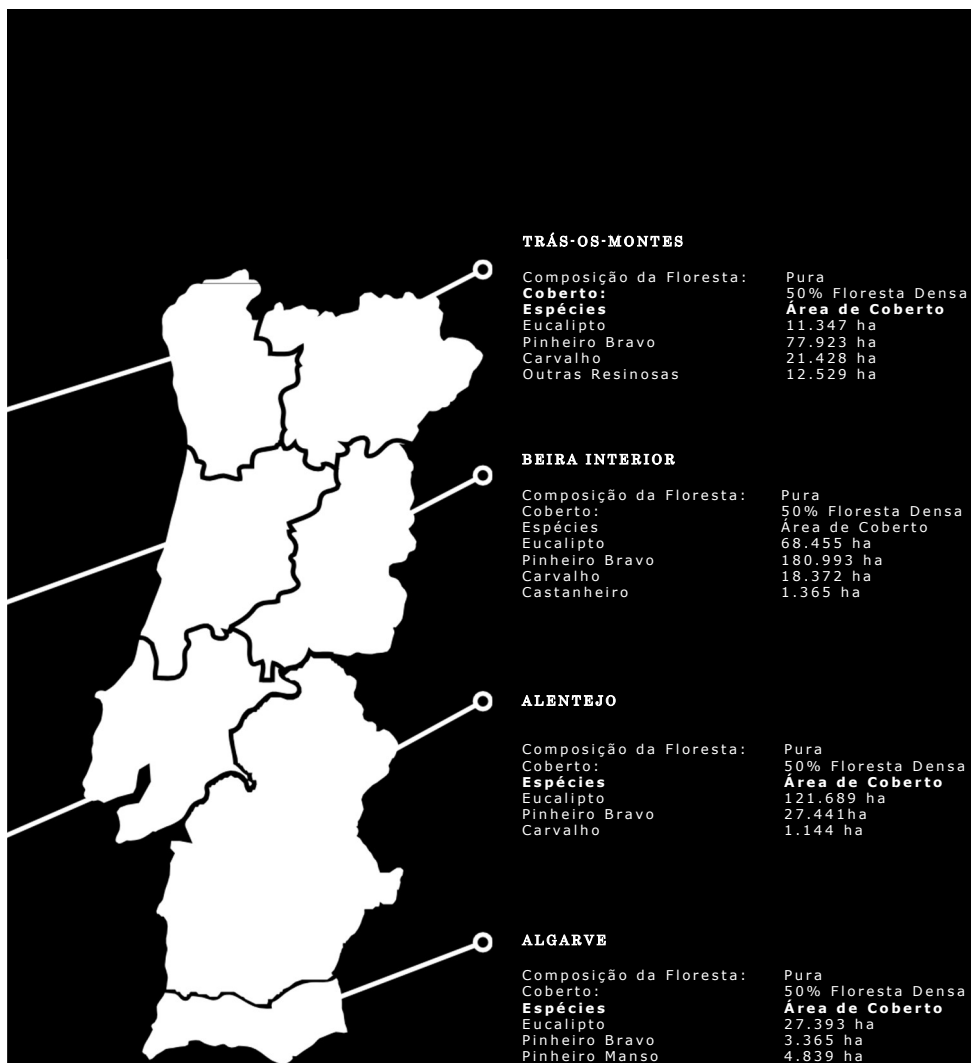 TRÁS-OS-MONTES
Composição da Floresta: Pura
Coberto: 50% Floresta Densa
Espécies Área de Coberto
Eucalipto 11.347 ha
Pinheiro Bravo 77.923 ha
Carvalho 21.428 ha
Outras Resinosas 12.529 ha
BEIRA INTERIOR
Composição da Floresta: Pura
Coberto: 50% Floresta Densa
Espécies Área de Coberto
Eucalipto 68.455 ha
Pinheiro Bravo 180.993 ha
Carvalho 18.372 ha
Castanheiro 1.365 ha
ALENTEJO
Composição da Floresta: Pura
Coberto: 50% Floresta Densa
Espécies Área de Coberto
Eucalipto 121.689 ha
Pinheiro Bravo 27.441ha
Carvalho 1.144 ha
ALGARVE
Composição da Floresta: Pura
Coberto: 50% Floresta Densa
Espécies Área de Coberto
Eucalipto 27.393 ha
Pinheiro Bravo 3.365 ha
Pinheiro Manso 4.839 ha